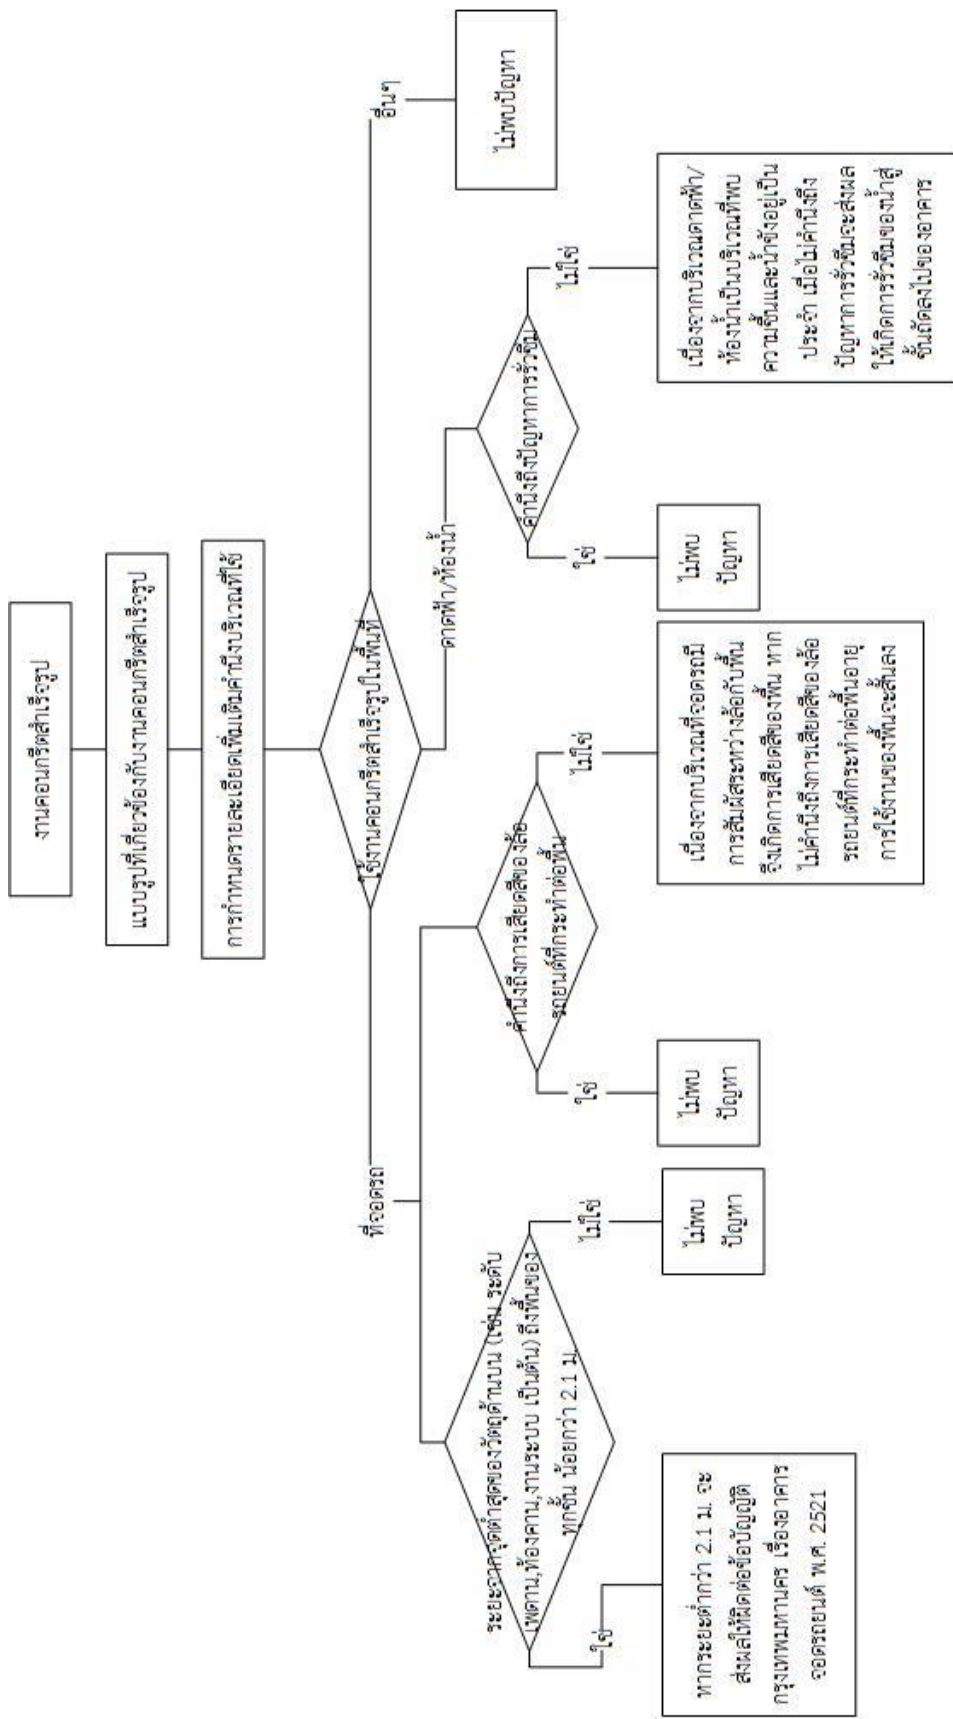 งานคอนกรีตสำเร็จรูป
แบบรูปที่เกี่ยวข้องกับงานคอนกรีตสำเร็จรูป
การกำหนดรายละเอียดเพิ่มเติมคำนึงบริเวณที่ใช้
ใช้งานคอนกรีตสำเร็จรูปในพื้นที่
ที่จอดรถ
ดาดฟ้า/ห้องน้ำ
อื่นๆ
ระยะจากจุดต่ำสุดของวัตถุด้านบน (เช่น ระดับ
เพดาน,ท้องคาน,งานระบบ เป็นต้น) ถึงพื้นของ
ทุกชั้น น้อยกว่า 2.1 ม.
ใช่
ไม่ใช่
หากระยะต่ำกว่า 2.1 ม. จะ
ส่งผลให้ผิดต่อข้อบัญญัติ
กรุงเทพมหานคร เรื่องอาคาร
จอดรถยนต์ พ.ศ. 2521
ไม่พบ
ปัญหา
คำนึงถึงการเสียดสีของล้อ
รถยนต์ที่กระทำต่อพื้น
ใช่
ไม่ใช่
ไม่พบ
ปัญหา
เนื่องจากบริเวณที่จอดรถมี
การสัมผัสระหว่างล้อกับพื้น
จึงเกิดการเสียดสีของพื้น หาก
ไม่คำนึงถึงการเสียดสีของล้อ
รถยนต์ที่กระทำต่อพื้นอายุ
การใช้งานของพื้นจะสั้นลง
คำนึงถึงปัญหาการรั่วซึม
ใช่
ไม่ใช่
ไม่พบ
ปัญหา
เนื่องจากบริเวณดาดฟ้า/
ห้องน้ำเป็นบริเวณที่พบ
ความชื้นและน้ำขังอยู่เป็น
ประจำ เมื่อไม่คำนึงถึง
ปัญหาการรั่วซึมจะส่งผล
ให้เกิดการรั่วซึมของน้ำสู่
ชั้นถัดลงไปของอาคาร
ไม่พบปัญหา